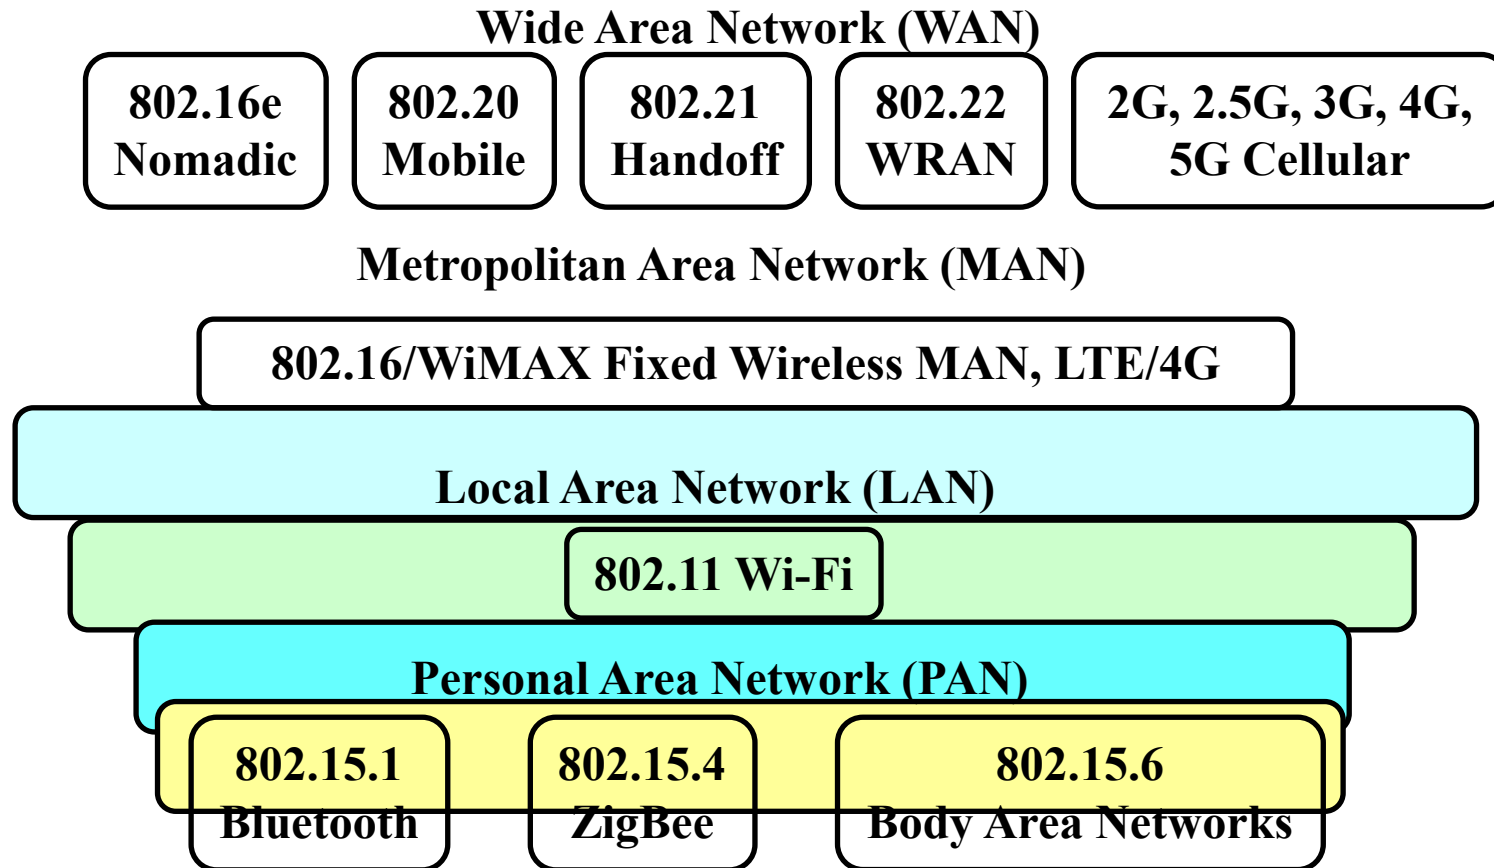 Wide Area Network (WAN)
802.16e
Nomadic
802.20
Mobile
802.21
Handoff
802.22
WRAN
2G, 2.5G, 3G, 4G,
5G Cellular
Metropolitan Area Network (MAN)
802.16/WiMAX Fixed Wireless MAN, LTE/4G
Local Area Network (LAN)
802.11 Wi-Fi
Personal Area Network (PAN)
802.15.1
Bluetooth
802.15.4
ZigBee
802.15.6
Body Area Networks